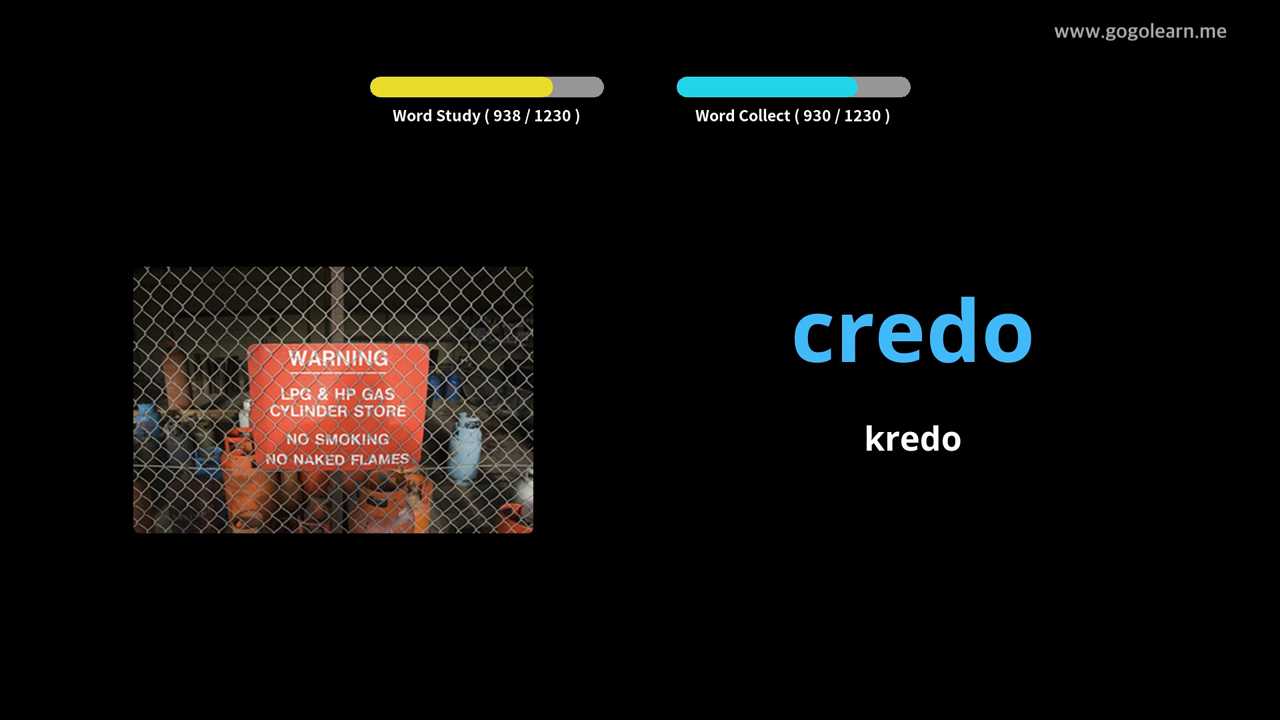 www.gogolearn.me
Word Study ( 938 / 1230 )
Word Collect ( 930 / 1230 )
WARNING
LPG & HP GAS
CYLINDER STORE
NO SMOKING
NO NAKED FLAMES
credo
kredo